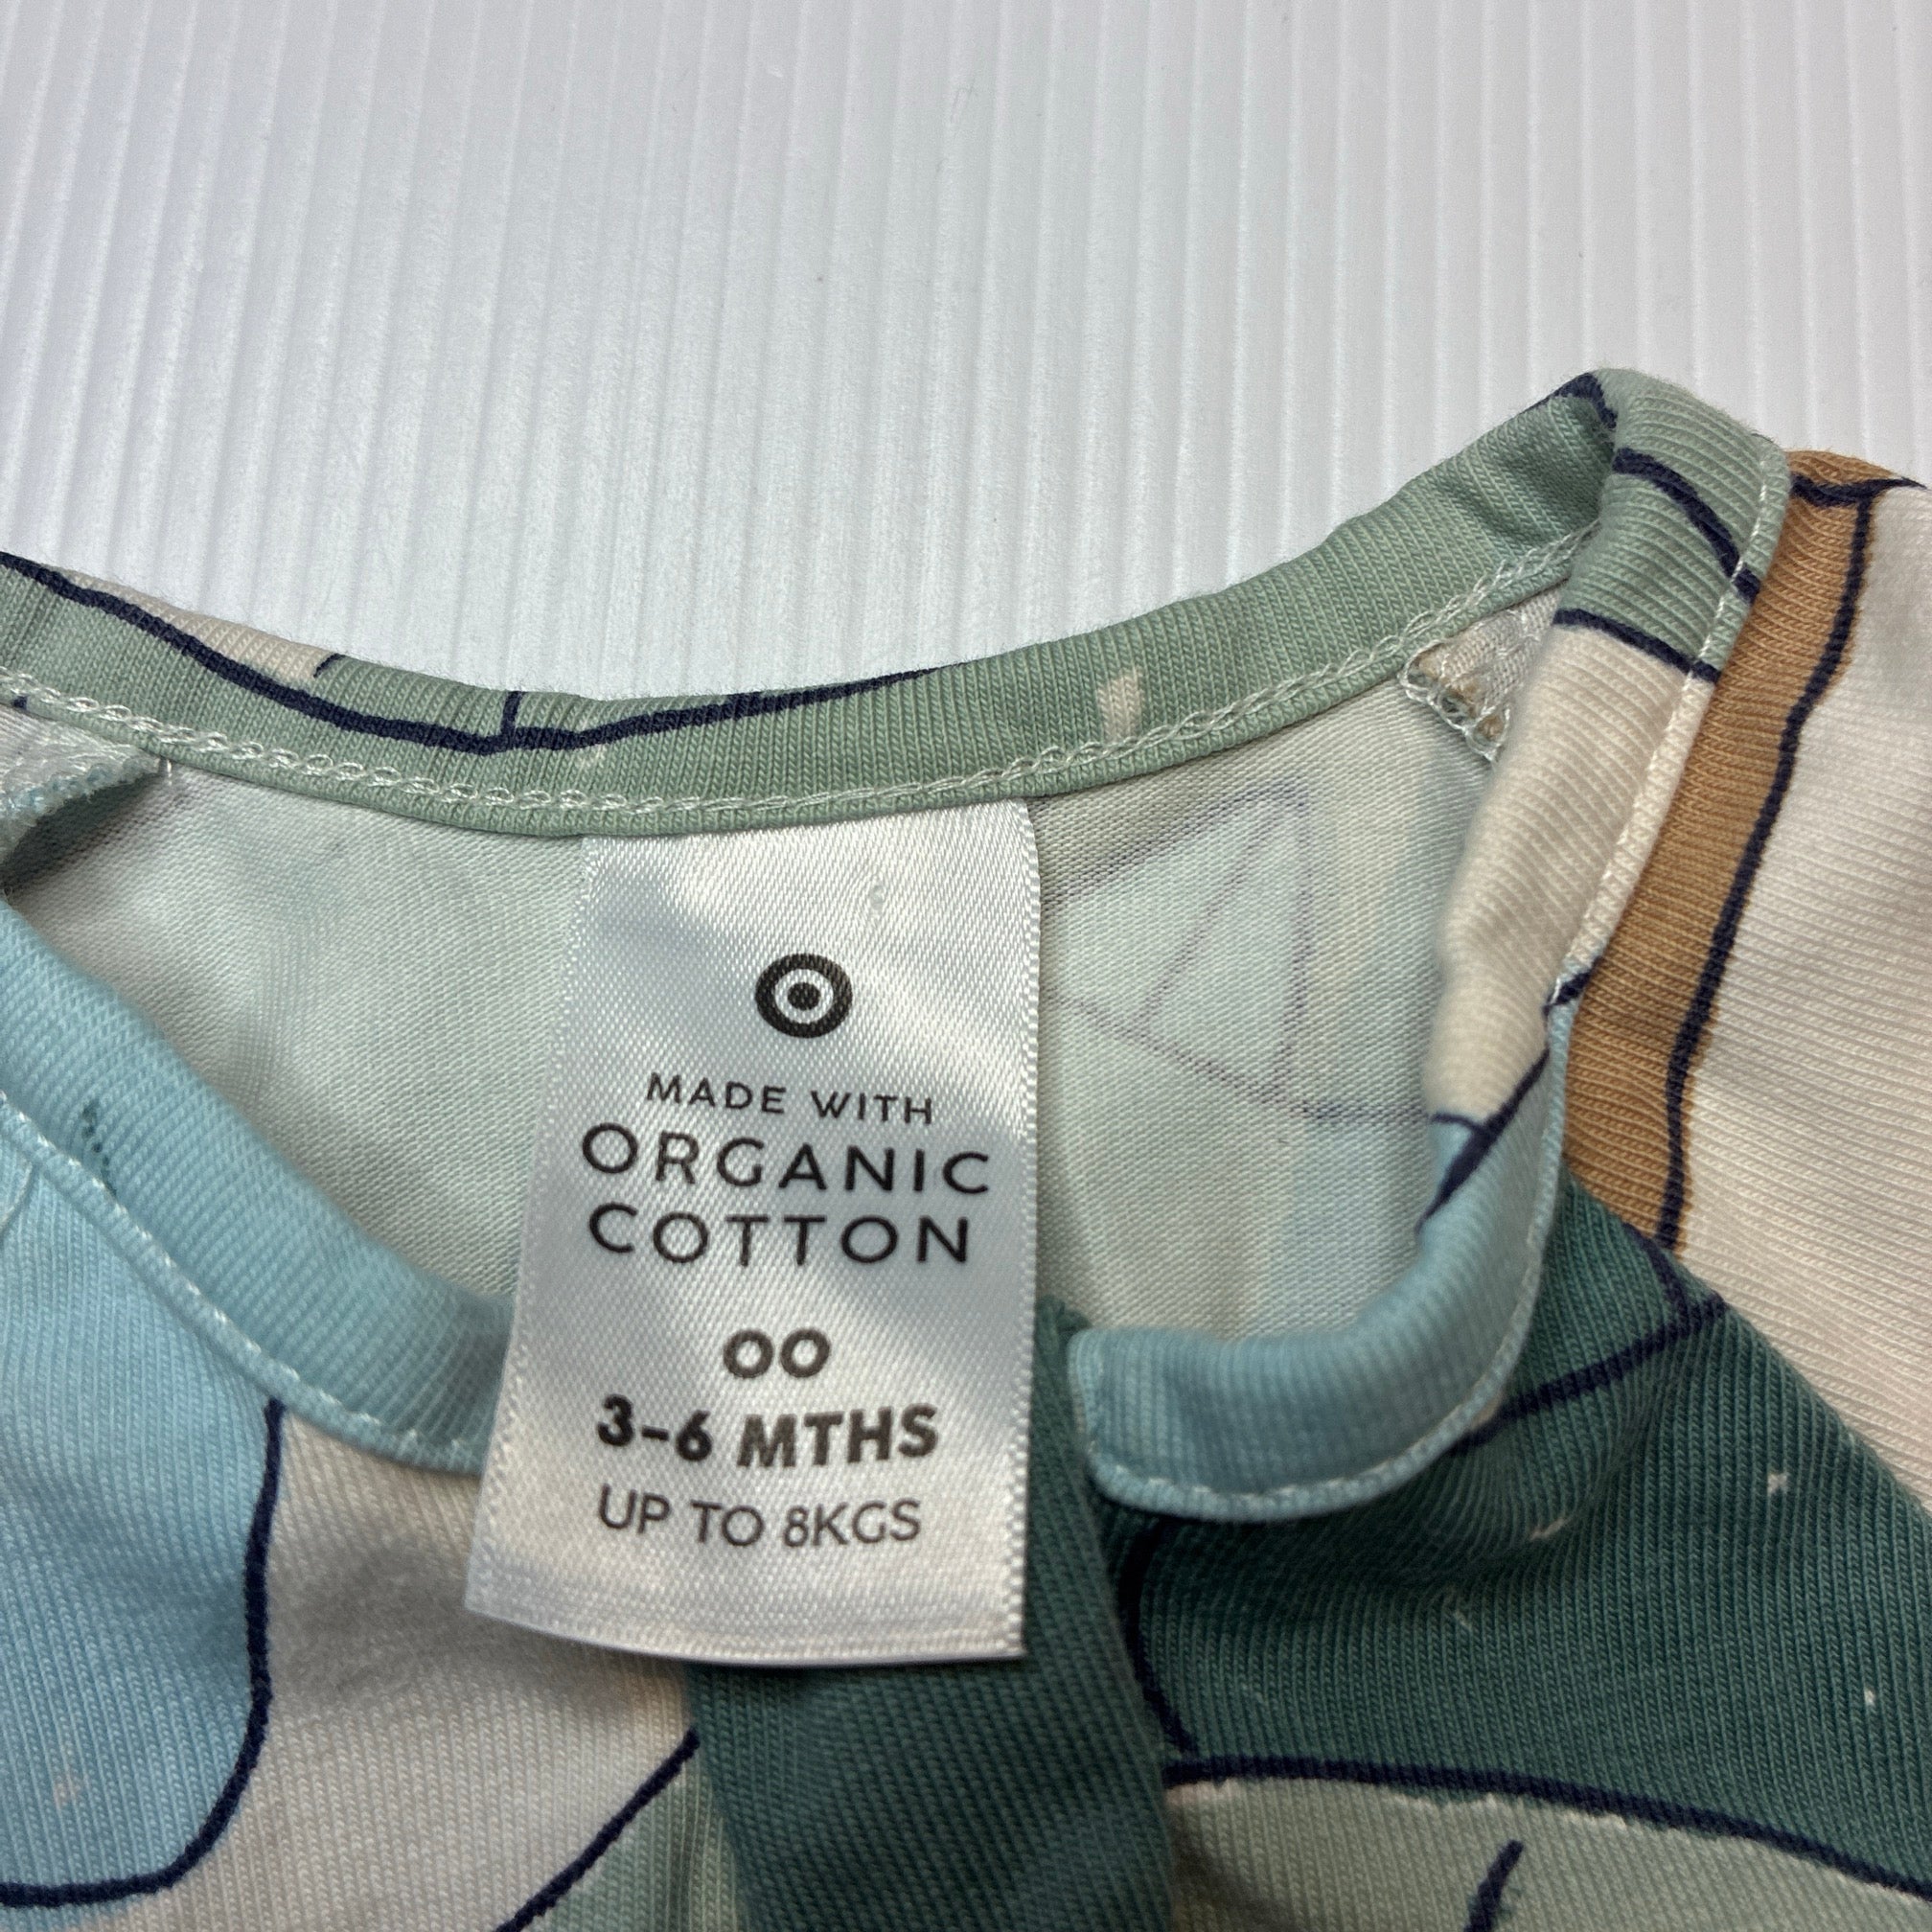 MADE WITH
ORGANIC
COTTON
00
3-6 MTHS
UP TO 8KGS